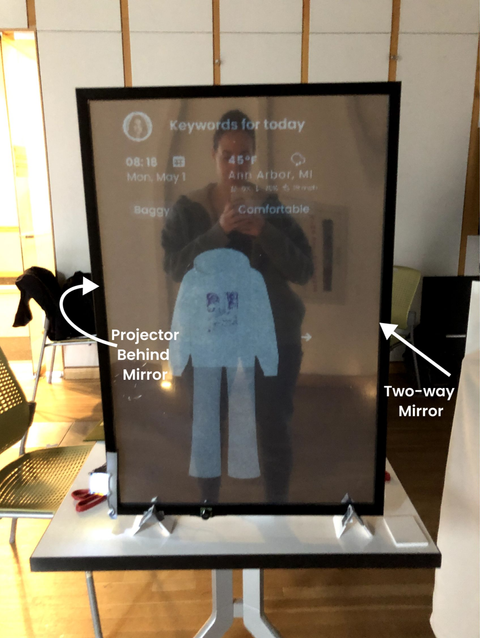 Keywords for today
08:18
Mon, May 1
45°F
Ann Arbor, MI
Baggy
Comfortable
Projector
Behind
Mirror
Two-way
Mirror